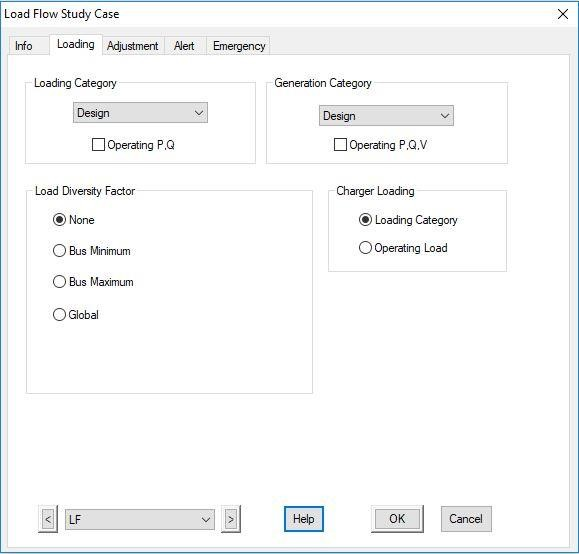 Load Flow Study Case
Info Loading Adjustment Alert Emergency
Loading Category Generation Category
Design Design
Operating P,Q Operating P,Q,V
Load Diversity Factor Charger Loading
None Loading Category
Bus Minimum Operating Load
Bus Maximum
Global
< LF > Help OK Cancel